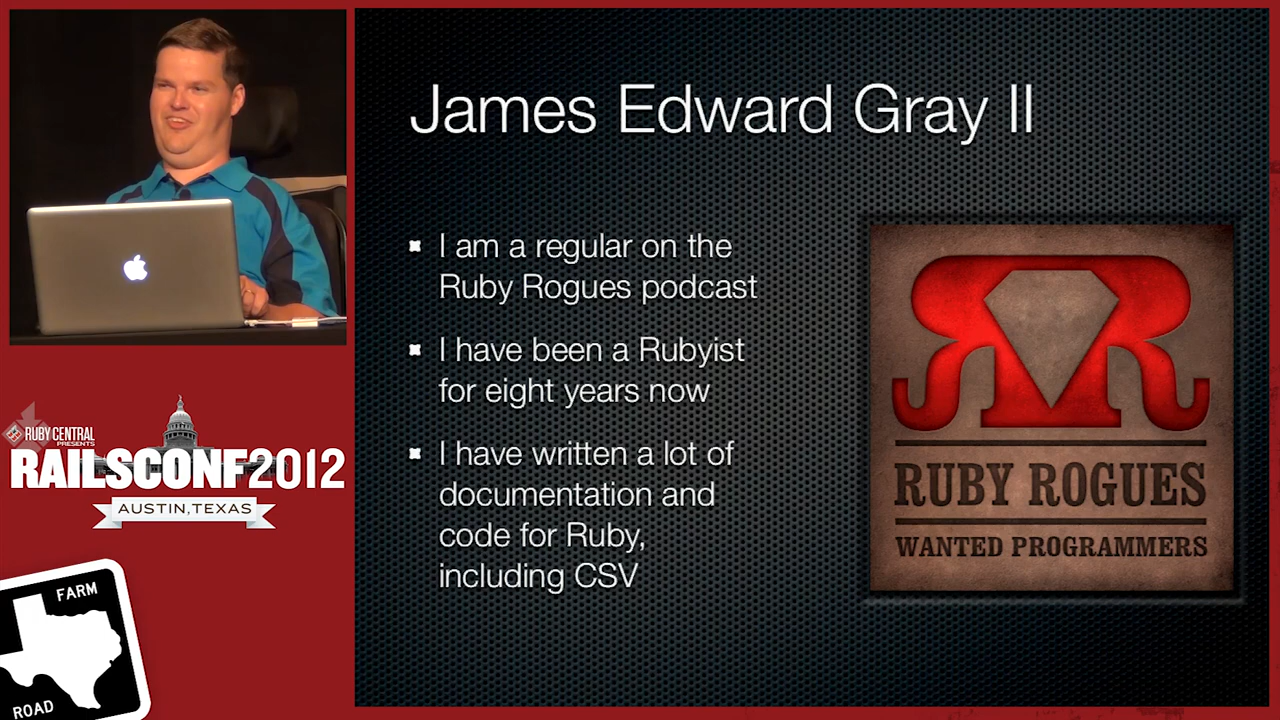 James Edward Gray II
I am a regular on the
Ruby Rogues podcast
I have been a Rubyist
for eight years now
I have written a lot of
documentation and
code for Ruby,
including CSV
RUBY ROGUES
WANTED PROGRAMMERS
RUBY CENTRAL
PRESENTS
RAILSCONF2012
AUSTIN, TEXAS
FARM
ROAD